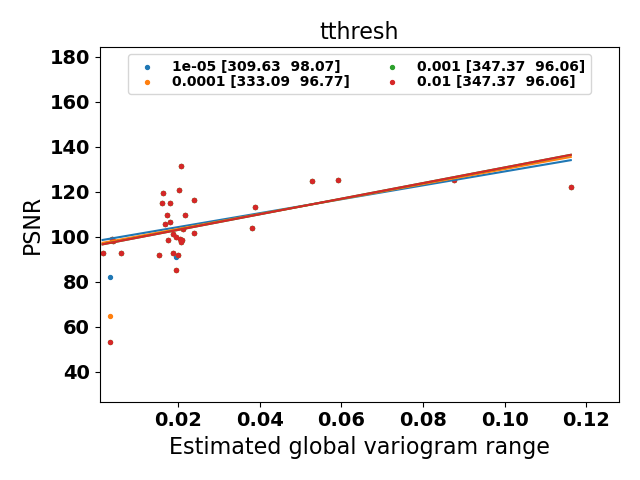 tthresh
1e-05 [309.63  98.07]
0.001 [347.37  96.06]
0.0001 [333.09  96.77]
0.01 [347.37  96.06]
180
160
140
120
100
80
60
40
PSNR
0.02 0.04 0.06 0.08 0.10 0.12
Estimated global variogram range